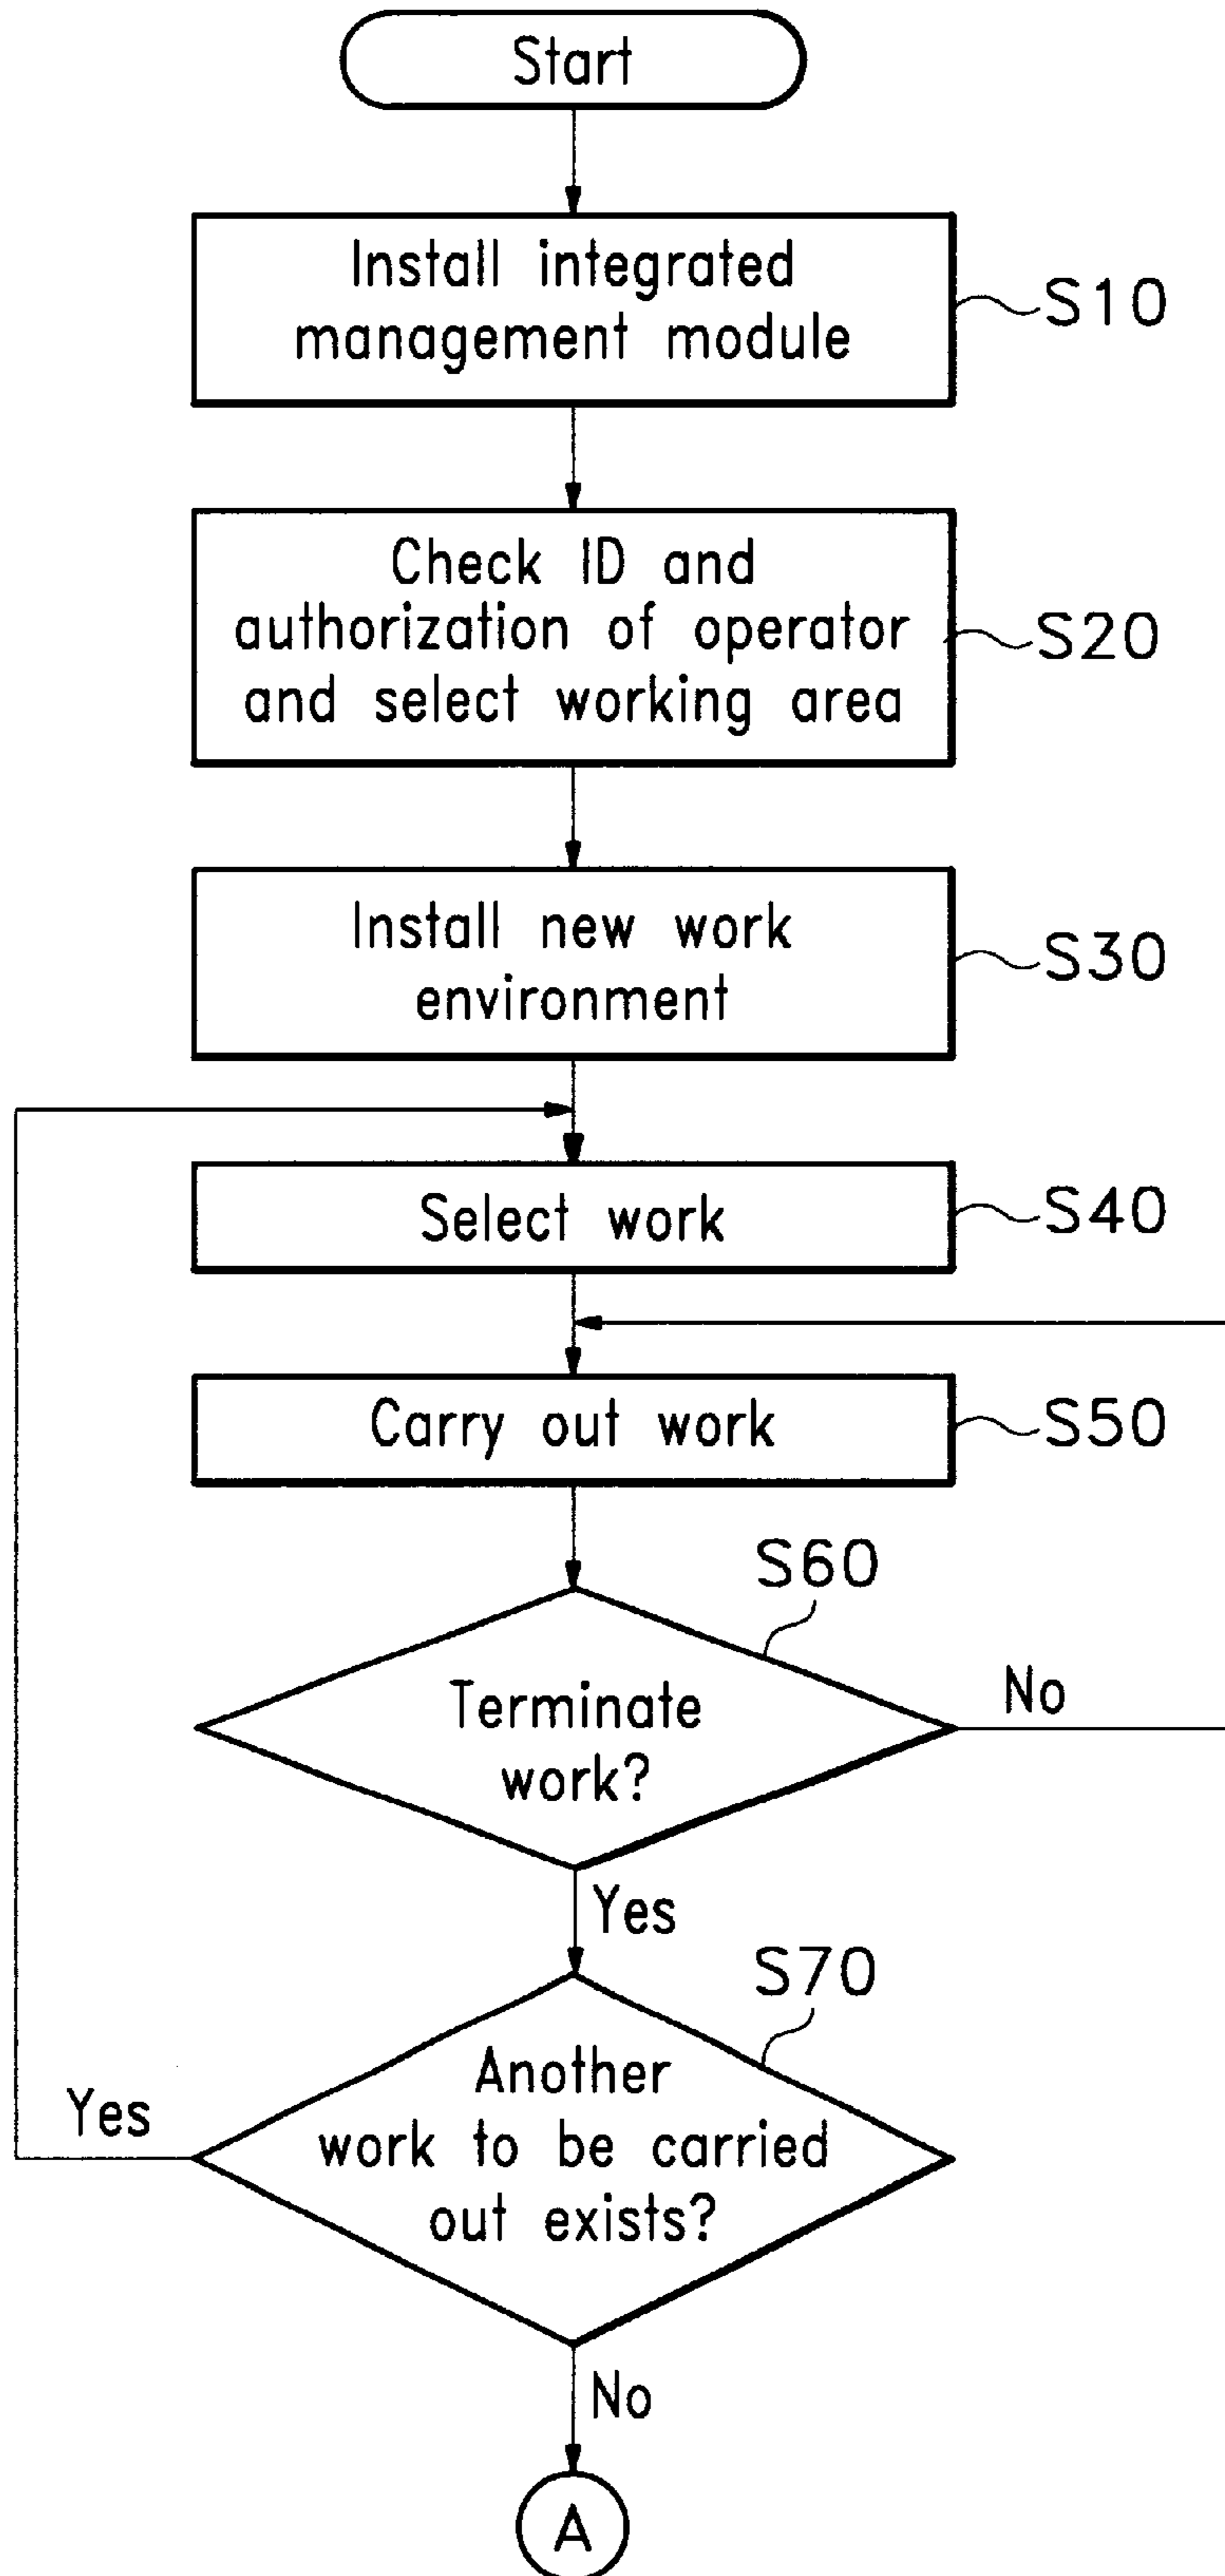 Start
Install integrated
management module
S10
Check ID and
authorization of operator
and select working area
S20
Install new work
environment
S30
Select work
S40
Carry out work
S50
S60
Terminate
work?
No
Yes
S70
Another
work to be carried
out exists?
Yes
No
A